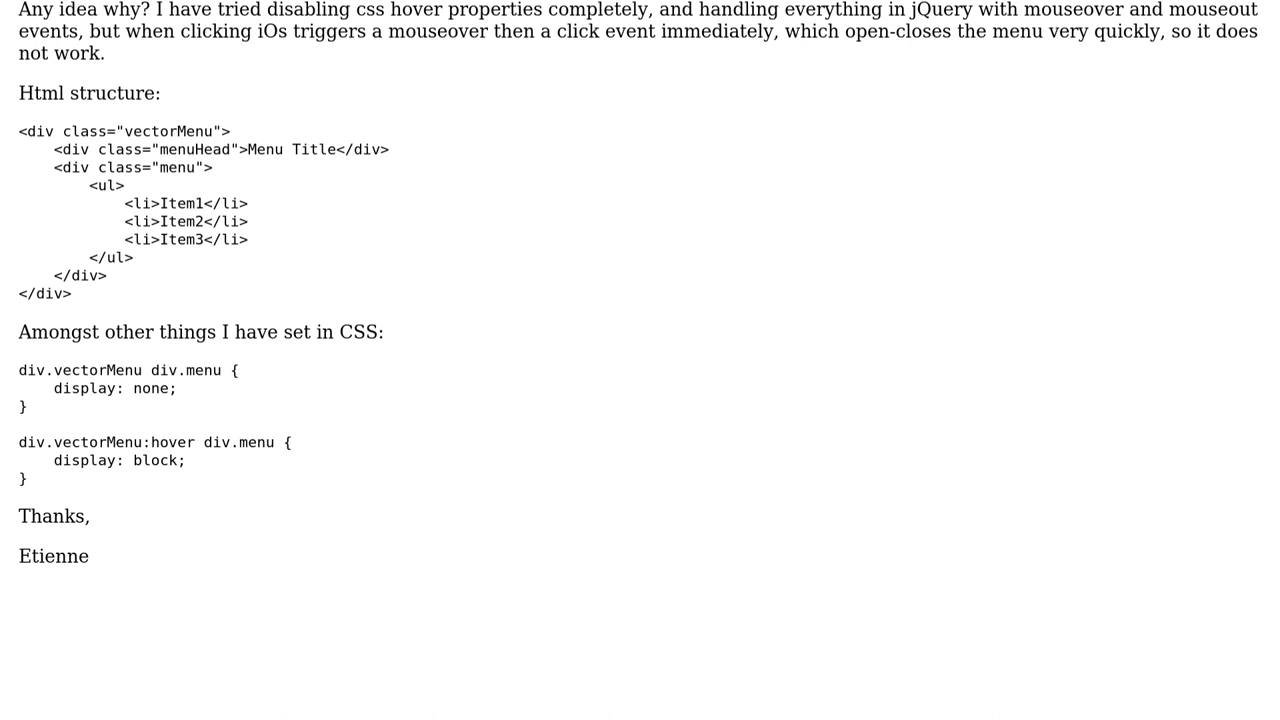 Any idea why? I have tried disabling css hover properties completely, and handling everything in jQuery with mouseover and mouseout
events, but when clicking iOs triggers a mouseover then a click event immediately, which open-closes the menu very quickly, so it does
not work.
Html structure:
<div class="vectorMenu">
    <div class="menuHead">Menu Title</div>
    <div class="menu">
        <ul>
            <li>Item1</li>
            <li>Item2</li>
            <li>Item3</li>
        </ul>
    </div>
</div>
Amongst other things I have set in CSS:
div.vectorMenu div.menu {
    display: none;
}
div.vectorMenu:hover div.menu {
    display: block;
}
Thanks,
Etienne